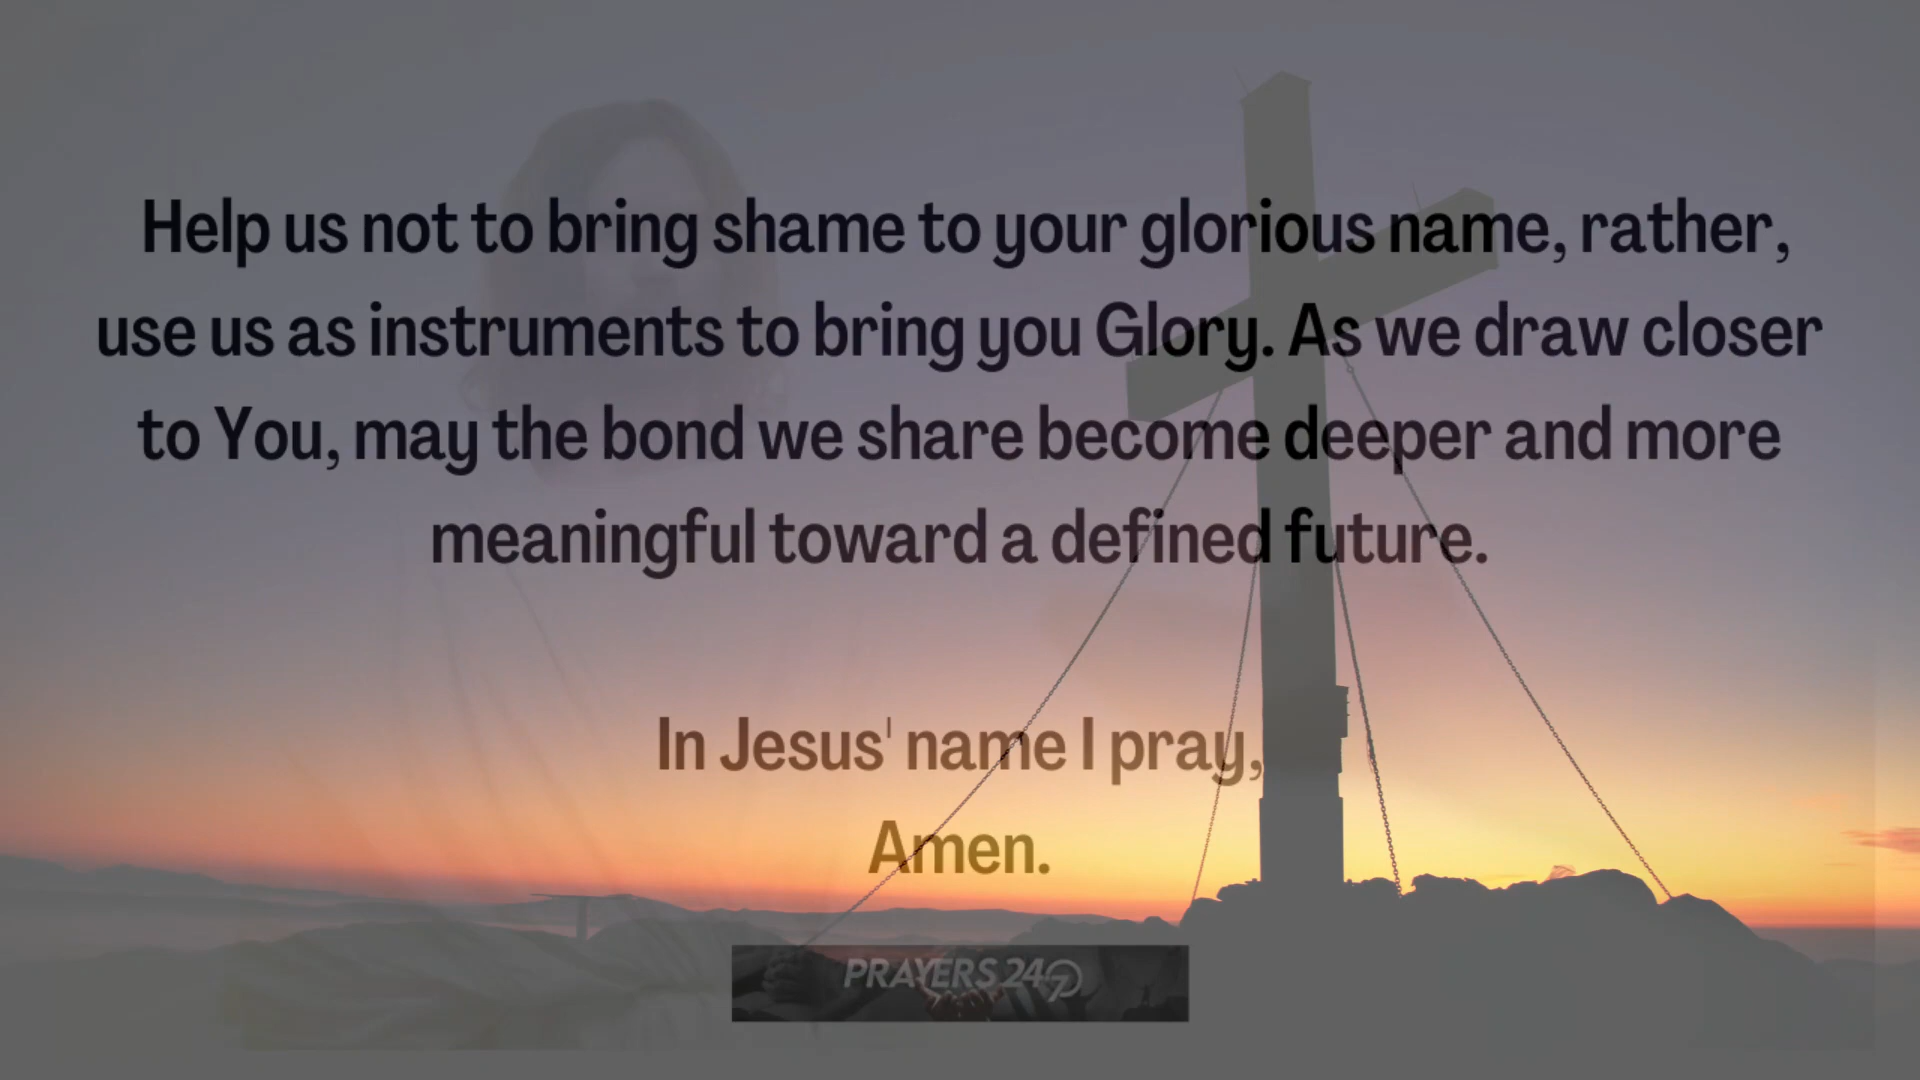 Help us not to bring shame to your glorious name, rather,
use us as instruments to bring you Glory. As we draw closer
to You, may the bond we share become deeper and more
meaningful toward a defined future.
In Jesus' name I pray,
Amen.
PRAYERS 247